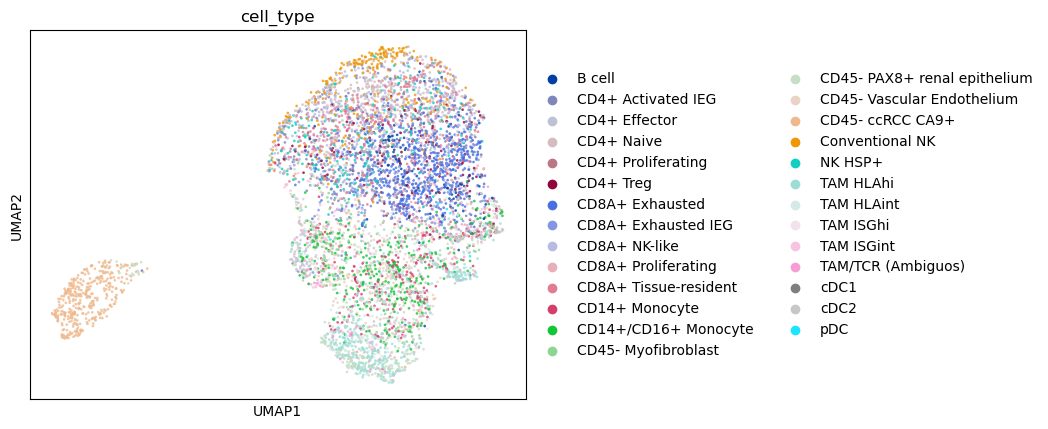 cell_type
UMAP2
UMAP1
B cell
CD4+ Activated IEG
CD4+ Effector
CD4+ Naive
CD4+ Proliferating
CD4+ Treg
CD8A+ Exhausted
CD8A+ Exhausted IEG
CD8A+ NK-like
CD8A+ Proliferating
CD8A+ Tissue-resident
CD14+ Monocyte
CD14+/CD16+ Monocyte
CD45- Myofibroblast
CD45- PAX8+ renal epithelium
CD45- Vascular Endothelium
CD45- ccRCC CA9+
Conventional NK
NK HSP+
TAM HLAhi
TAM HLAint
TAM ISGhi
TAM ISGint
TAM/TCR (Ambiguos)
cDC1
cDC2
pDC